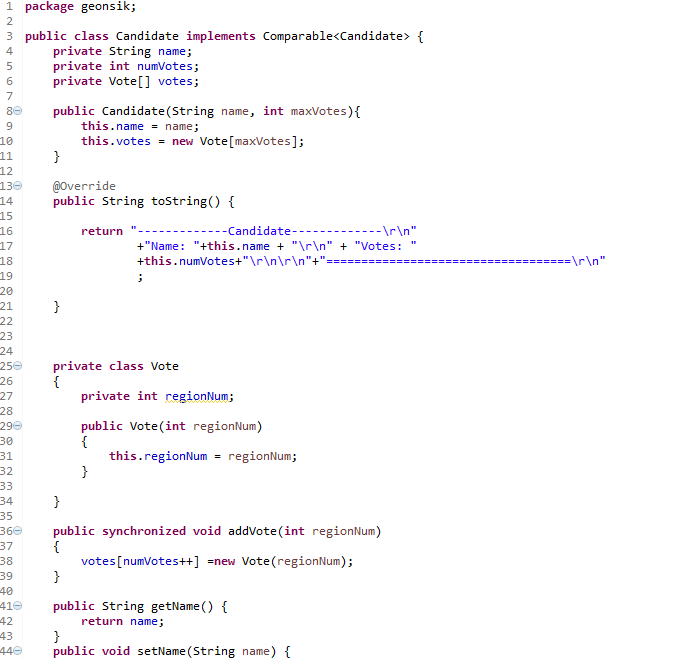 1 package geonsik;
2
3 public class Candidate implements Comparable<Candidate> {
4     private String name;
5     private int numVotes;
6     private Vote[] votes;
7
8     public Candidate(String name, int maxVotes){
9         this.name = name;
10         this.votes = new Vote[maxVotes];
11     }
12
13     @Override
14     public String toString() {
15
16         return "-------------Candidate-------------\r\n"
17                 +"Name: "+this.name + "\r\n" + "Votes: "
18                 +this.numVotes+"\r\n\r\n"+"===================================\r\n"
19                 ;
20
21     }
22
23
24
25     private class Vote
26     {
27         private int regionNum;
28
29         public Vote(int regionNum)
30         {
31             this.regionNum = regionNum;
32         }
33
34     }
35
36     public synchronized void addVote(int regionNum)
37     {
38         votes[numVotes++] =new Vote(regionNum);
39     }
40
41     public String getName() {
42         return name;
43     }
44     public void setName(String name) {